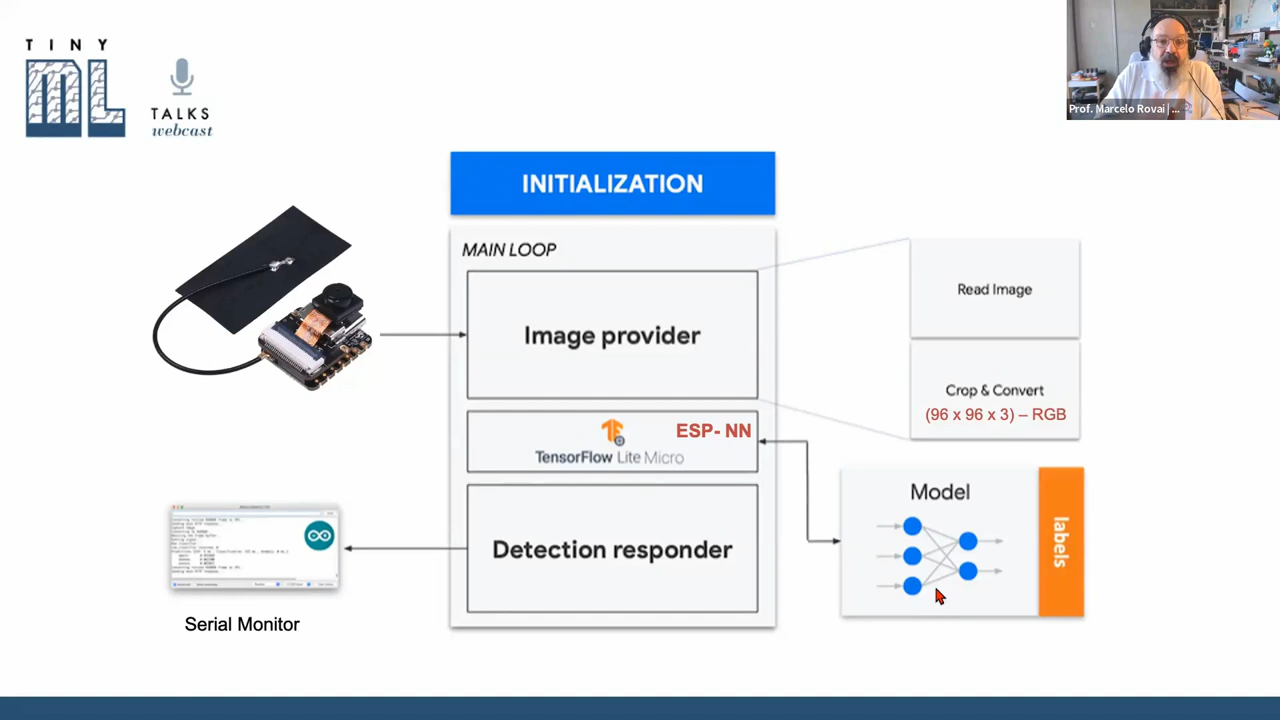 TINY
ML
TALKS
webcast
Prof. Marcelo Rovai | ...
INITIALIZATION
MAIN LOOP
Image provider
Read Image
Crop & Convert
(96 x 96 x 3) – RGB
ESP- NN
TensorFlow Lite Micro
Model
labels
Detection responder
Serial Monitor